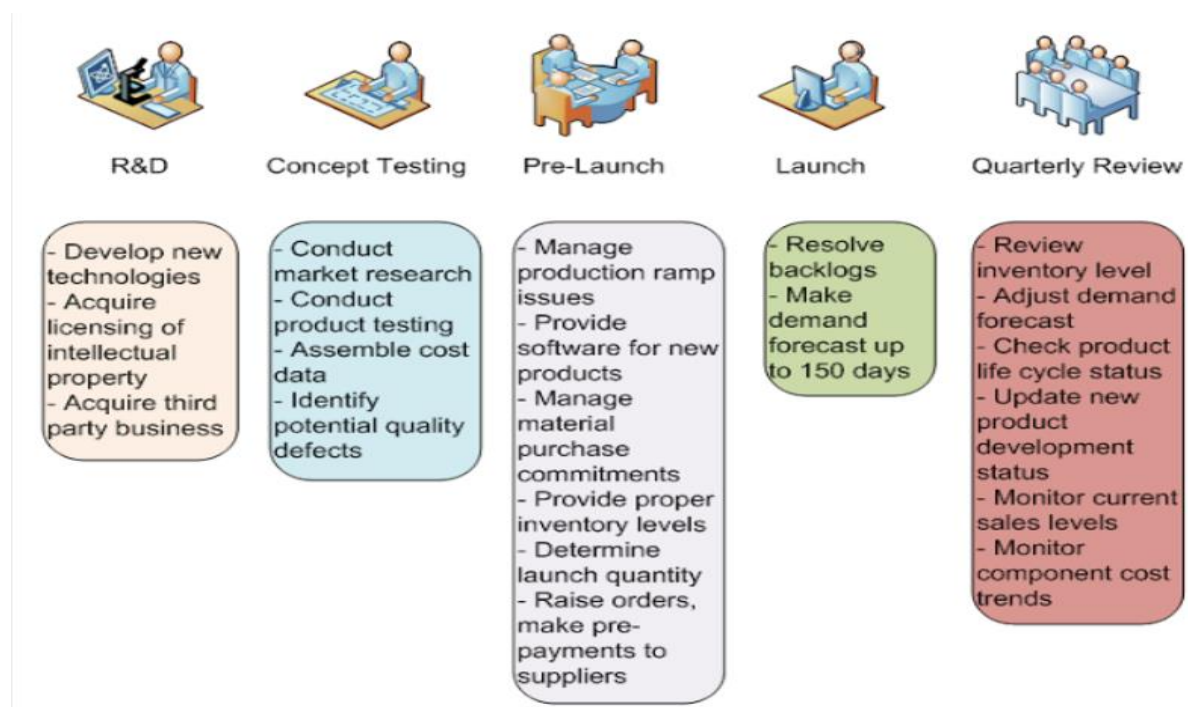 R&D
Concept Testing
Pre-Launch
Launch
Quarterly Review
- Develop new
technologies
- Acquire
licensing of
intellectual
property
- Acquire third
party business
- Conduct
market research
- Conduct
product testing
- Assemble cost
data
- Identify
potential quality
defects
- Manage
production ramp
issues
- Provide
software for new
products
- Manage
material
purchase
commitments
- Provide proper
inventory levels
- Determine
launch quantity
- Raise orders,
make pre-
payments to
suppliers
- Resolve
backlogs
- Make
demand
forecast up
to 150 days
- Review
inventory level
- Adjust demand
forecast
- Check product
life cycle status
- Update new
product
development
status
- Monitor current
sales levels
- Monitor
component cost
trends